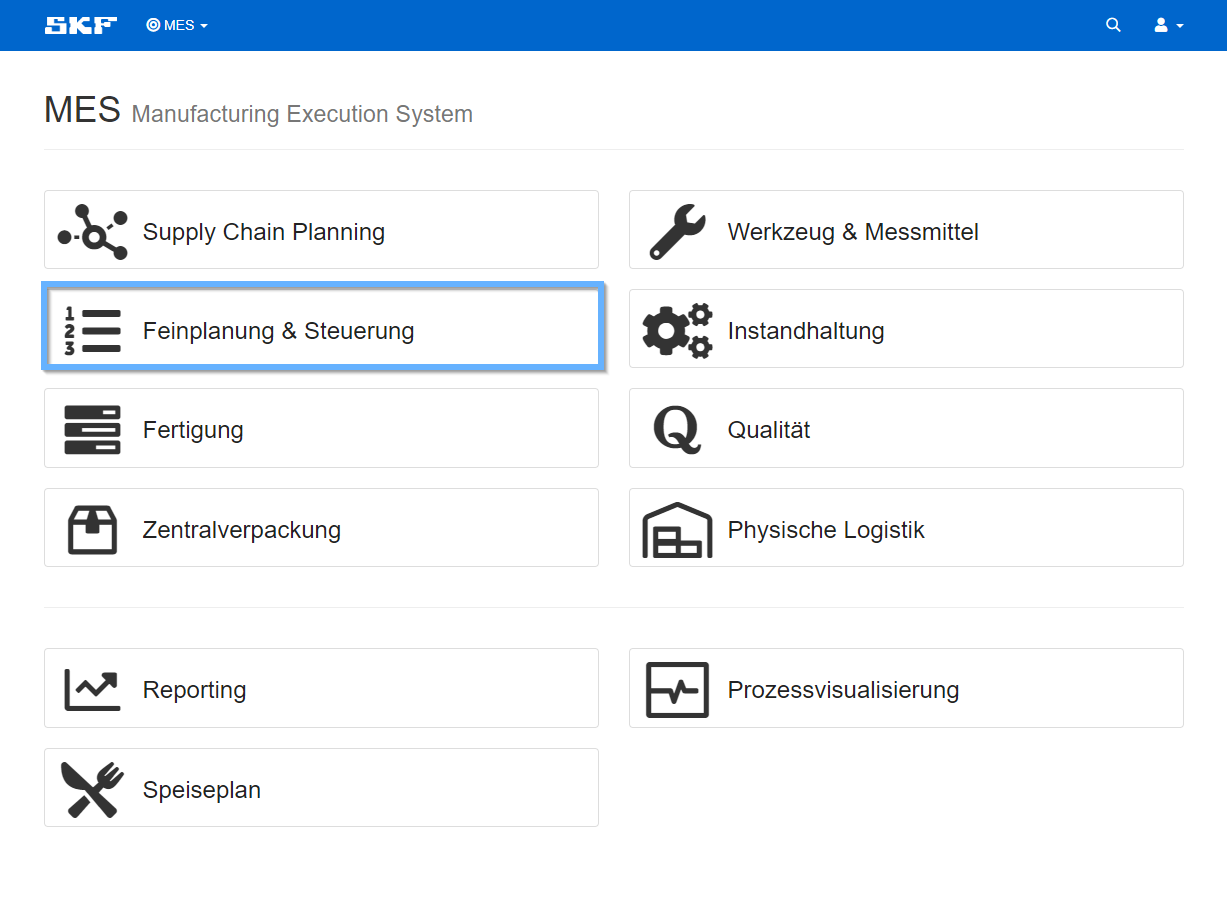 SKF MES
MES Manufacturing Execution System
Supply Chain Planning
Werkzeug & Messmittel
1
2
3
Feinplanung & Steuerung
Instandhaltung
Fertigung
Q Qualität
Zentralverpackung
Physische Logistik
Reporting
Prozessvisualisierung
Speiseplan